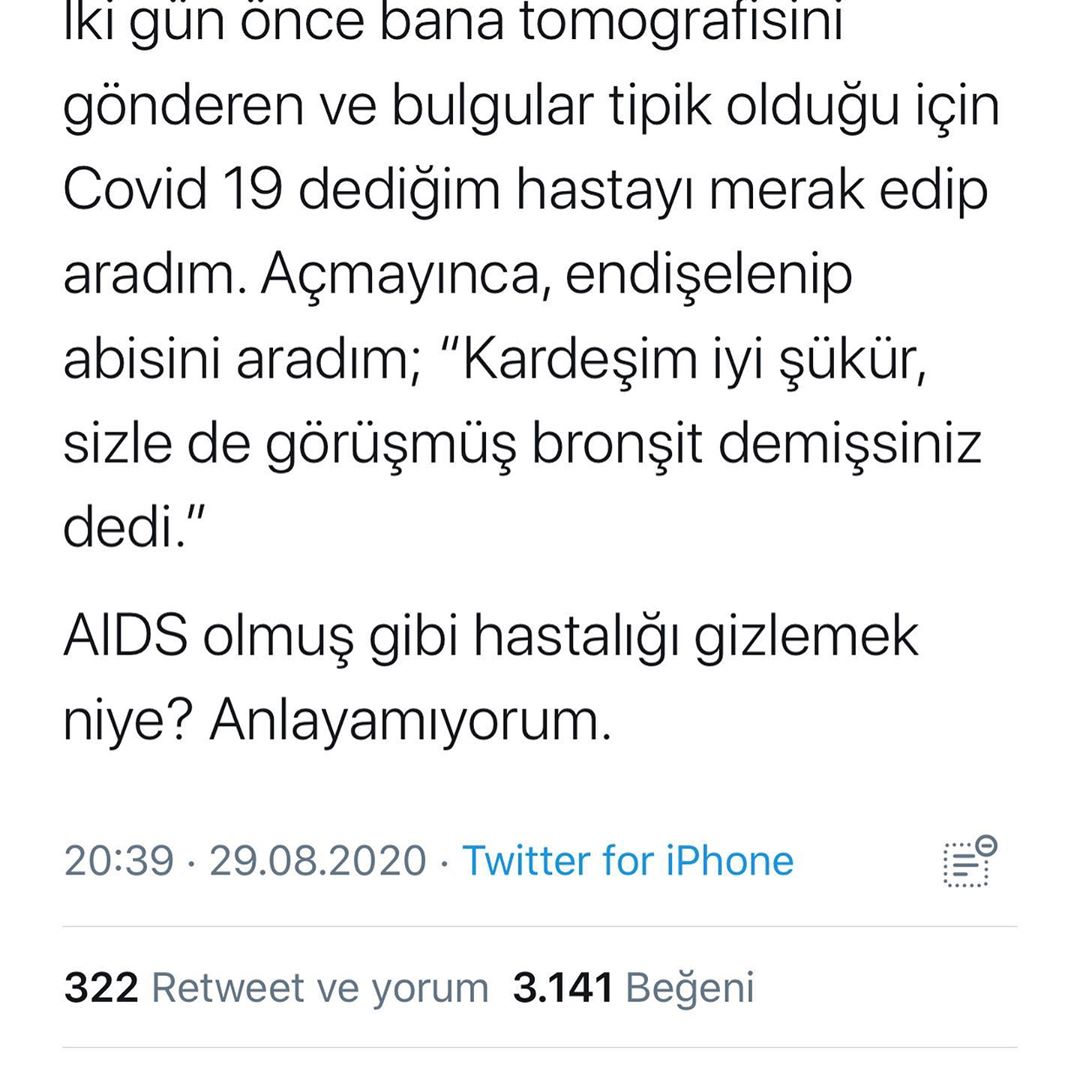 İki gün önce bana tomografisini
gönderen ve bulgular tipik olduğu için
Covid 19 dediğim hastayı merak edip
aradım. Açmayınca, endişelenip
abisini aradım; “Kardeşim iyi şükür,
sizle de görüşmüş bronşit demişsiniz
dedi.”
AIDS olmuş gibi hastalığı gizlemek
niye? Anlayamıyorum.
20:39 · 29.08.2020 · Twitter for iPhone
322 Retweet ve yorum 3.141 Beğeni